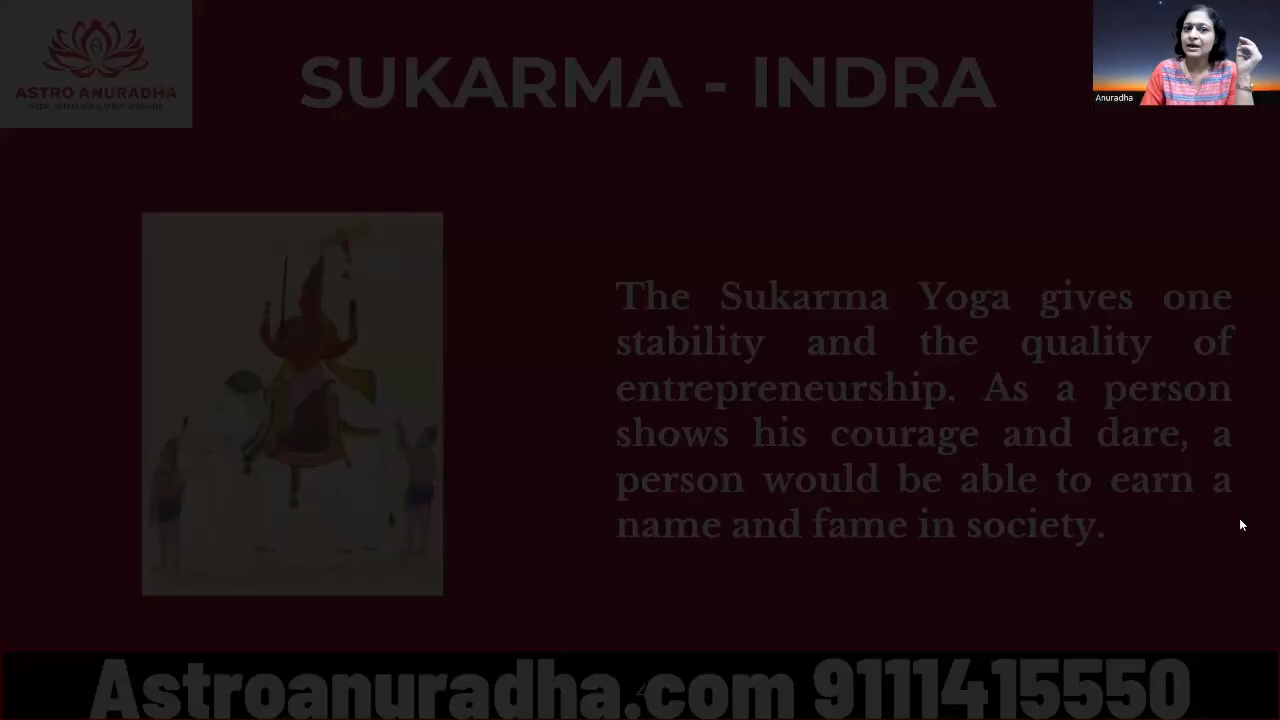 SUKARMA - INDRA
ASTRO ANURADHA
Anuradha
The Sukarma Yoga gives one
stability and the quality of
entrepreneurship. As a person
shows his courage and dare, a
person would be able to earn a
name and fame in society.
Astroanuradha.com 9111415550